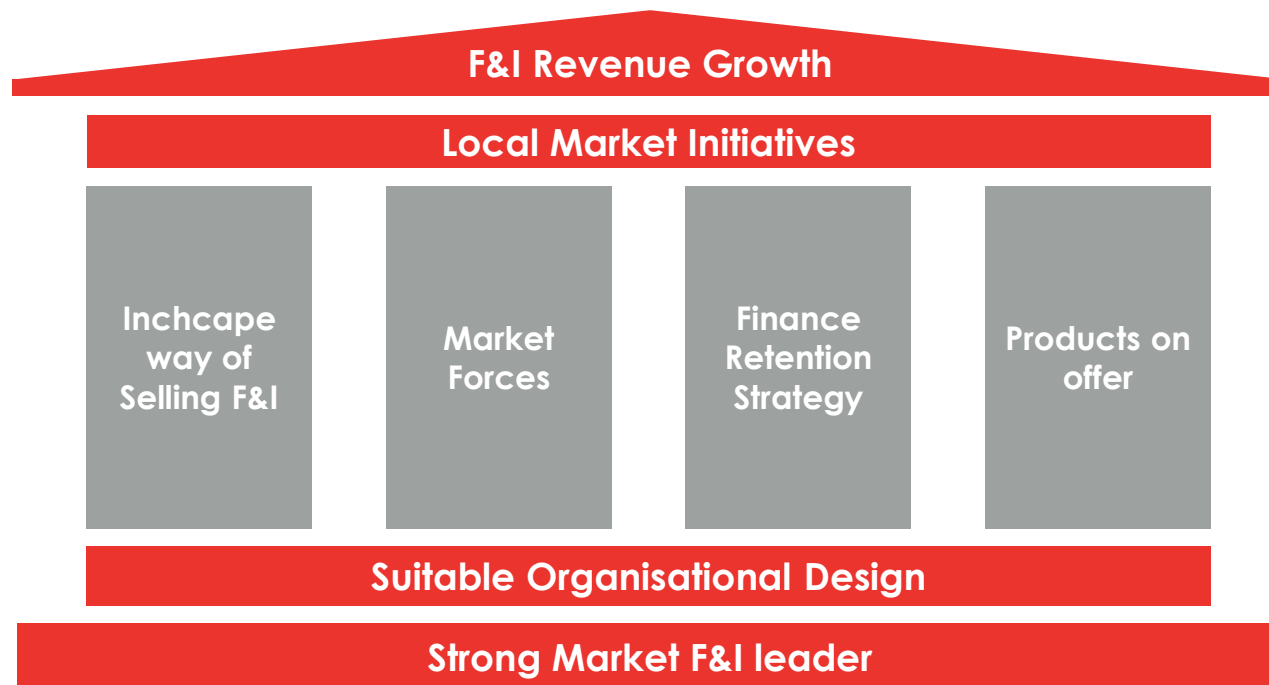 F&I Revenue Growth
Local Market Initiatives
Inchcape
way of
Selling F&I
Market
Forces
Finance
Retention
Strategy
Products on
offer
Suitable Organisational Design
Strong Market F&I leader